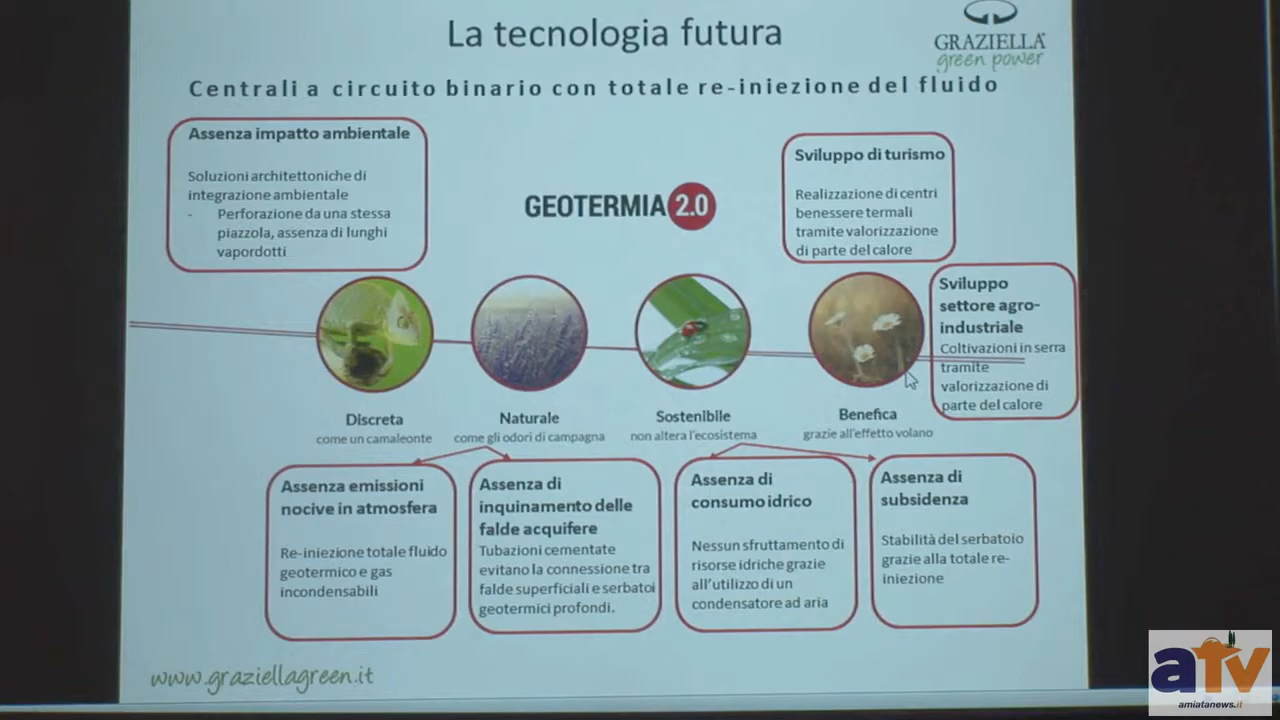 La tecnologia futura
GRAZIELLA
green power
Centrali a circuito binario con totale re-iniezione del fluido
Assenza impatto ambientale
Soluzioni architettoniche di
integrazione ambientale
- Perforazione da una stessa
piazzola, assenza di lunghi
vapordotti
GEOTERMIA 2.0
Sviluppo di turismo
Realizzazione di centri
benessere termali
tramite valorizzazione
di parte del calore
Sviluppo
settore agro-
industriale
Coltivazioni in serra
tramite
valorizzazione di
parte del calore
Discreta
come un camaleonte
Naturale
come gli odori di campagna
Sostenibile
non altera l'ecosistema
Benefica
grazie all'effetto volano
Assenza emissioni
nocive in atmosfera
Re-iniezione totale fluido
geotermico e gas
incondensabili
Assenza di
inquinamento delle
falde acquifere
Tubazioni cementate
evitano la connessione tra
falde superficiali e serbatoi
geotermici profondi.
Assenza di
consumo idrico
Nessun sfruttamento di
risorse idriche grazie
all'utilizzo di un
condensatore ad aria
Assenza di
subsidenza
Stabilità del serbatoio
grazie alla totale re-
iniezione
www.graziellagreen.it
aTv
amiatanews.it